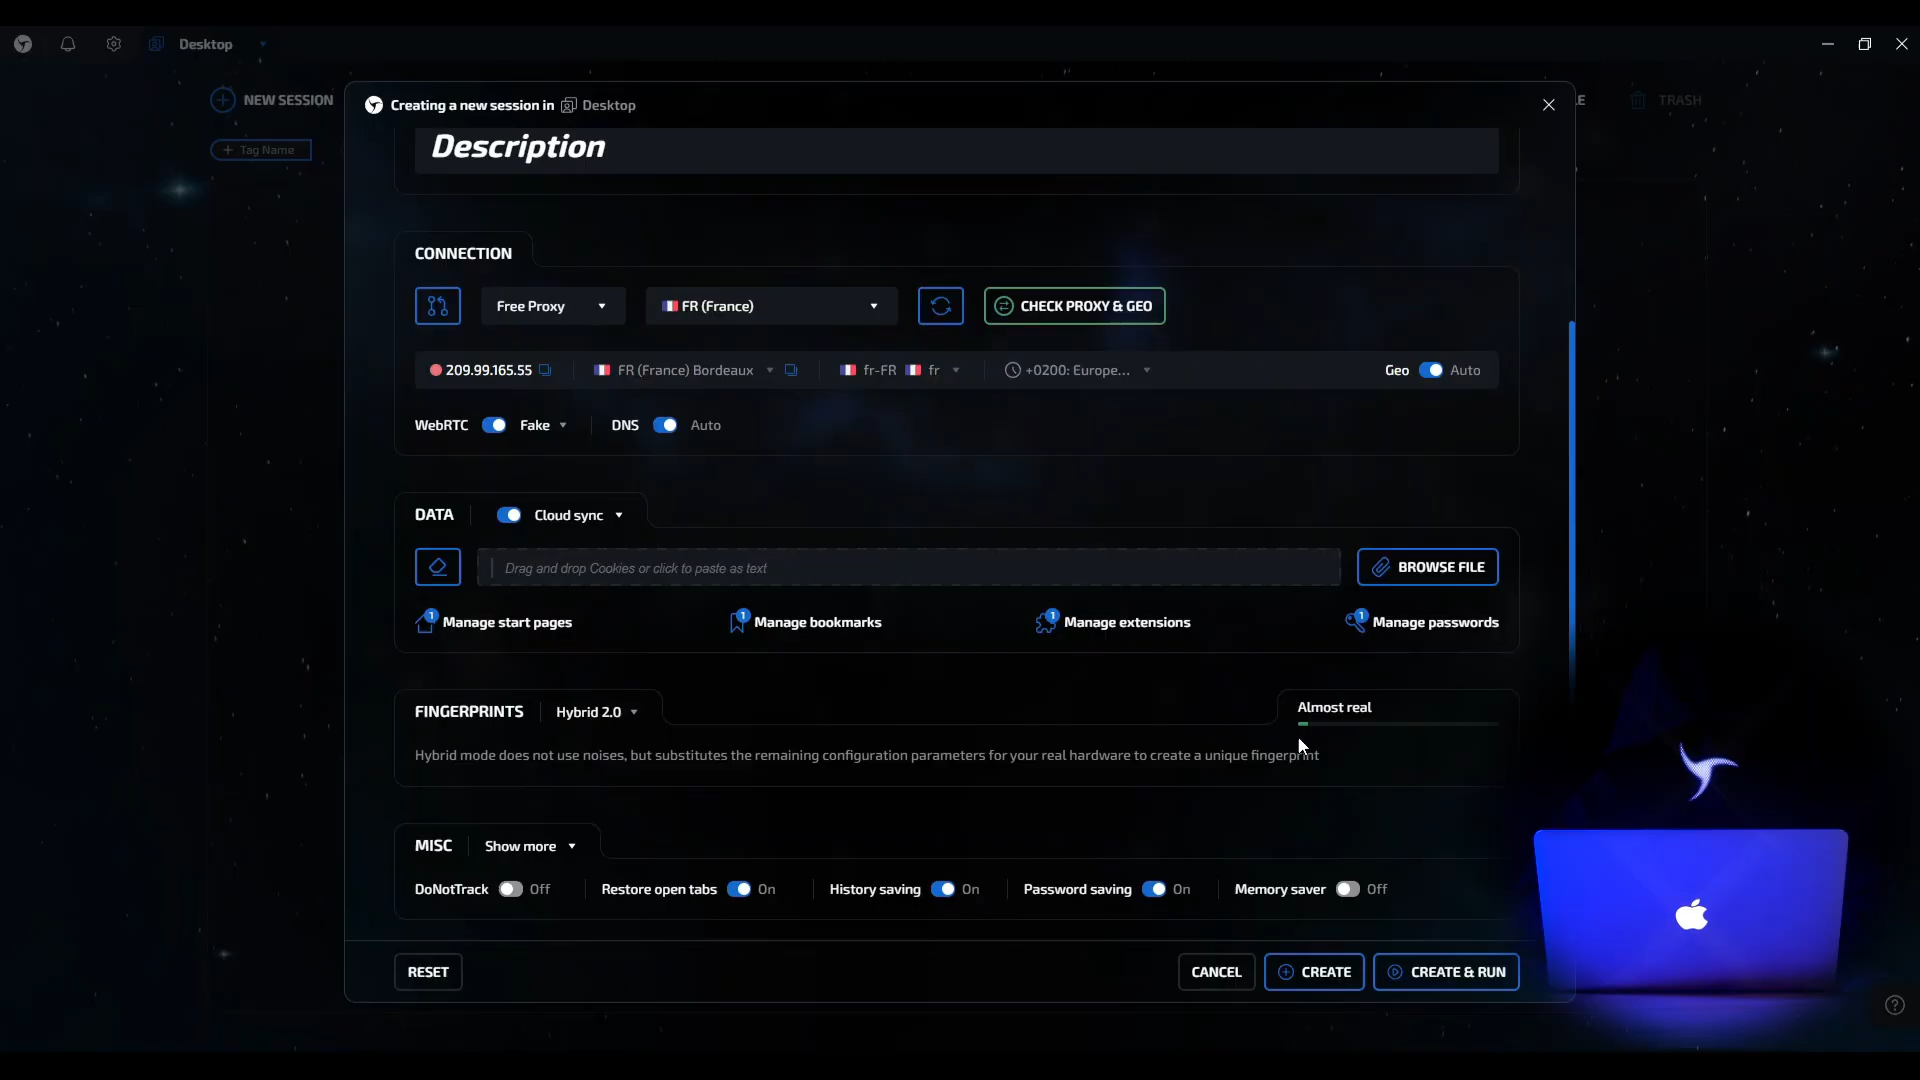 Desktop
NEW SESSION
Creating a new session in Desktop
LE
TRASH
+ Tag Name
Description
CONNECTION
Free Proxy
FR (France)
CHECK PROXY & GEO
209.99.165.55
FR (France) Bordeaux
fr-FR fr
+0200: Europe...
Geo Auto
WebRTC Fake
DNS Auto
DATA
Cloud sync
Drag and drop Cookies or click to paste as text
BROWSE FILE
1 Manage start pages
1 Manage bookmarks
1 Manage extensions
1 Manage passwords
FINGERPRINTS
Hybrid 2.0
Almost real
Hybrid mode does not use noises, but substitutes the remaining configuration parameters for your real hardware to create a unique fingerprint
MISC
Show more
DoNotTrack Off
Restore open tabs On
History saving On
Password saving On
Memory saver Off
RESET
CANCEL
CREATE
CREATE & RUN